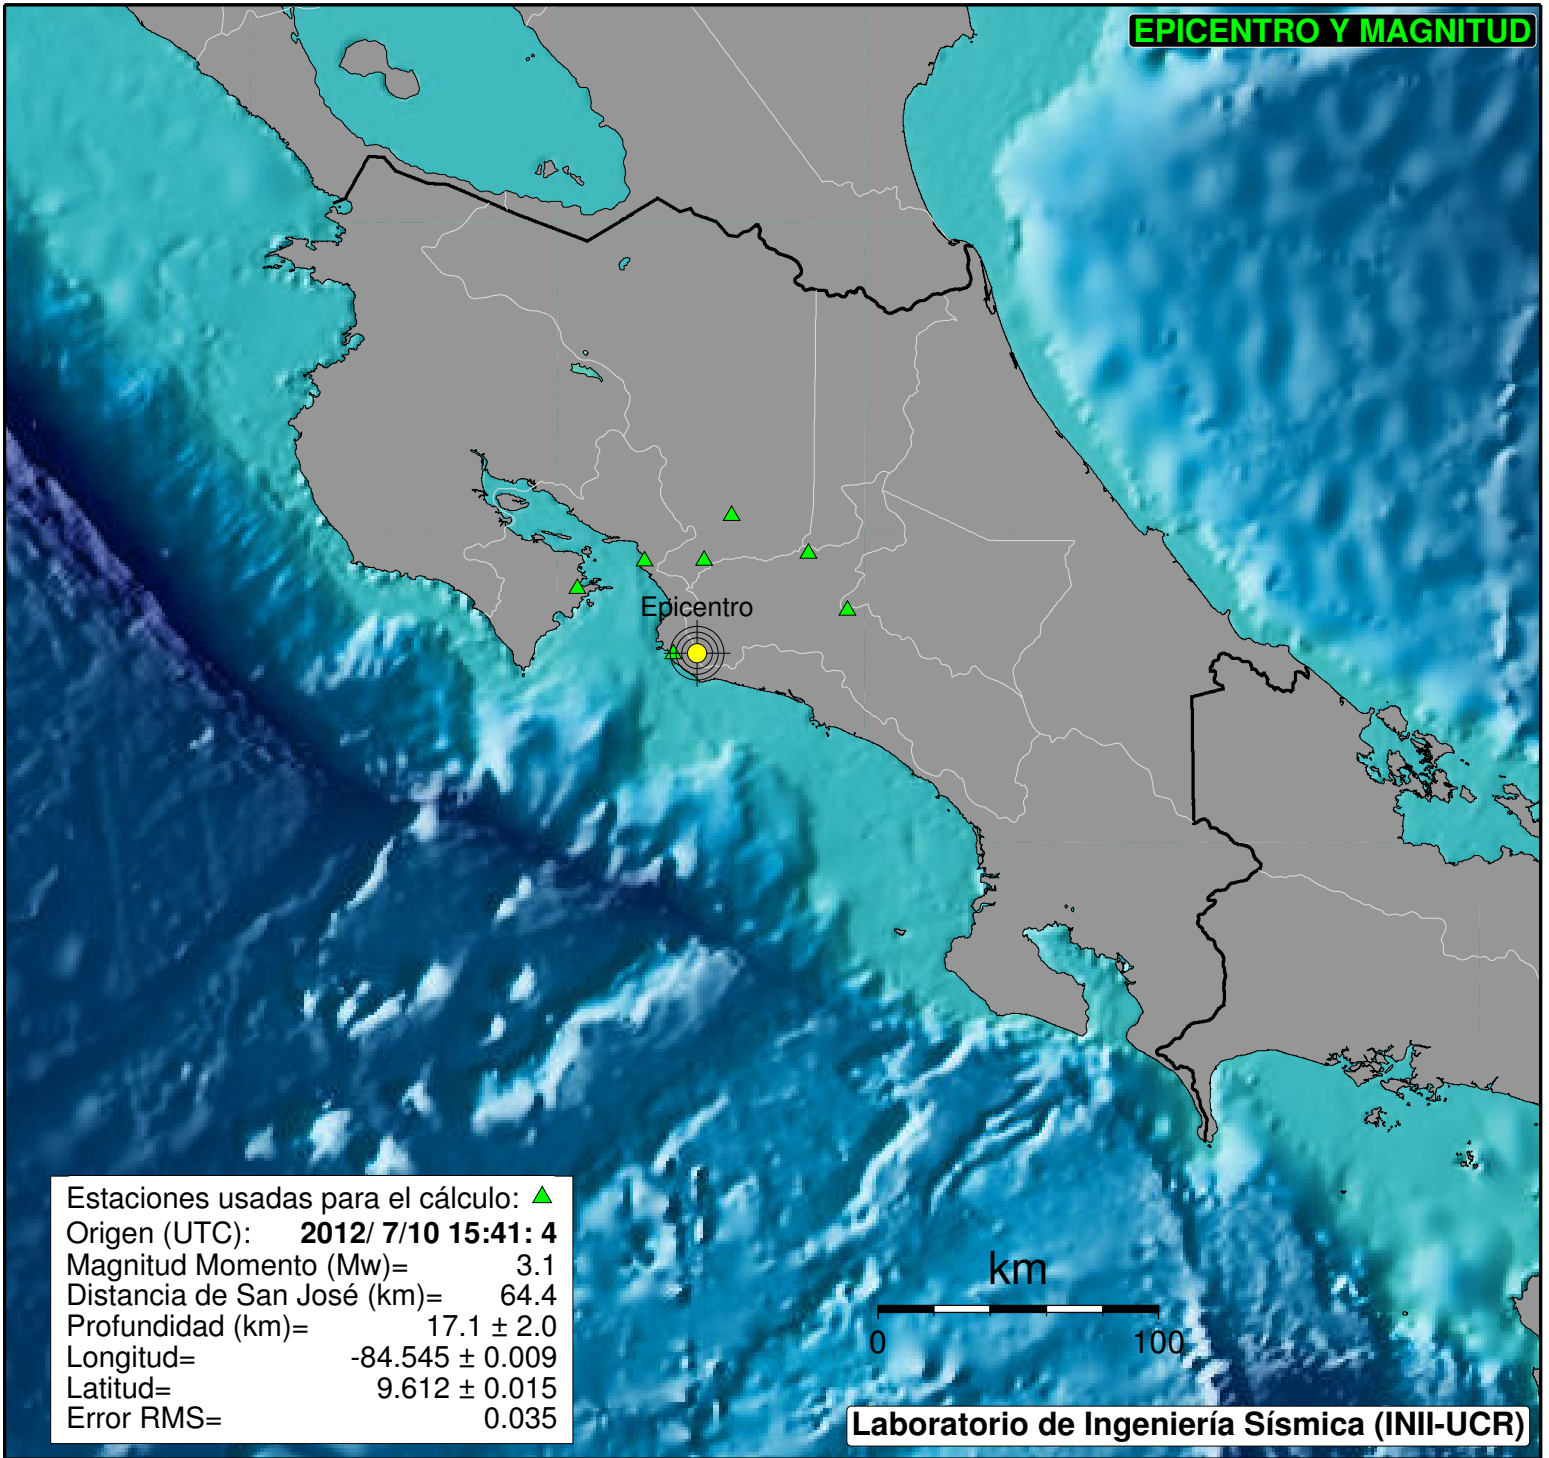 EPICENTRO Y MAGNITUD
Epicentro
Estaciones usadas para el cálculo:
Origen (UTC): 2012/ 7/10 15:41: 4
Magnitud Momento (Mw)= 3.1
Distancia de San José (km)= 64.4
Profundidad (km)= 17.1 ± 2.0
Longitud= -84.545 ± 0.009
Latitud= 9.612 ± 0.015
Error RMS= 0.035
km
0 100
Laboratorio de Ingeniería Sísmica (INII-UCR)